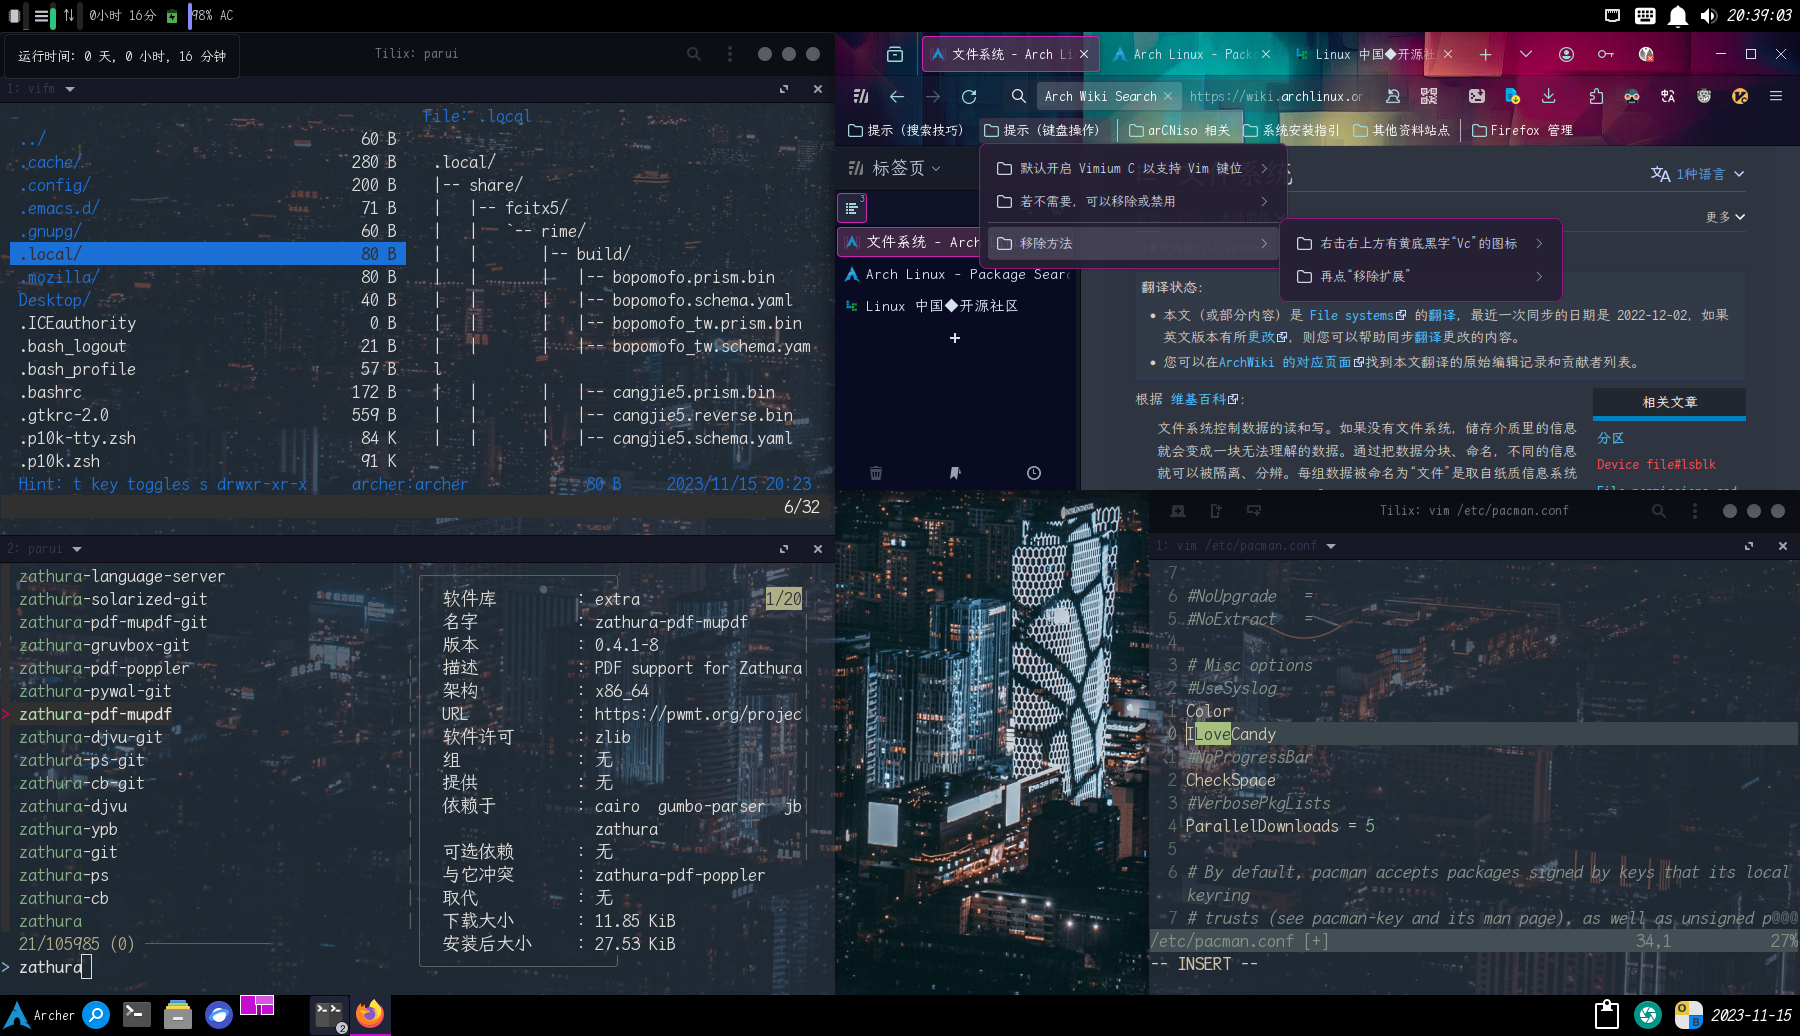 0小时 16分
98% AC
20:39:03
运行时间: 0 天, 0 小时, 16 分钟
Tilix: parui
1: vifm
File: .local
../ 60 B
.cache/ 280 B
.config/ 200 B
.emacs.d/ 71 B
.gnupg/ 60 B
.local/ 80 B
.mozilla/ 80 B
Desktop/ 40 B
.ICEauthority 0 B
.bash_logout 21 B
.bash_profile 57 B
.bashrc 172 B
.gtkrc-2.0 559 B
.p10k-tty.zsh 84 K
.p10k.zsh 91 K
.local/
|-- share/
| |-- fcitx5/
| | `-- rime/
| | |-- build/
| | | |-- bopomofo.prism.bin
| | | |-- bopomofo.schema.yaml
| | | |-- bopomofo_tw.prism.bin
| | | |-- bopomofo_tw.schema.yam
l
| | | |-- cangjie5.prism.bin
| | | |-- cangjie5.reverse.bin
| | | |-- cangjie5.schema.yaml
Hint: t key toggles s drwxr-xr-x archer:archer 80 B 2023/11/15 20:23
6/32
2: parui
zathura-language-server
zathura-solarized-git
zathura-pdf-mupdf-git
zathura-gruvbox-git
zathura-pdf-poppler
zathura-pywal-git
> zathura-pdf-mupdf
zathura-djvu-git
zathura-ps-git
zathura-cb-git
zathura-djvu
zathura-ypb
zathura-git
zathura-ps
zathura-cb
zathura
21/105985 (0)
> zathura
1/20
软件库 : extra
名字 : zathura-pdf-mupdf
版本 : 0.4.1-8
描述 : PDF support for Zathura
架构 : x86_64
URL : https://pwmt.org/projec
软件许可 : zlib
组 : 无
提供 : 无
依赖于 : cairo gumbo-parser jb
zathura
可选依赖 : 无
与它冲突 : zathura-pdf-poppler
取代 : 无
下载大小 : 11.85 KiB
安装后大小 : 27.53 KiB
文件系统 - Arch Li
Arch Linux - Package
Linux 中国◆开源社
Arch Wiki Search
https://wiki.archlinux.or
提示 (搜索技巧)
提示 (键盘操作)
arCNiso 相关
系统安装指引
其他资料站点
Firefox 管理
标签页
3
文件系统 - Arch
Arch Linux - Package Sear
Linux 中国◆开源社区
默认开启 Vimium C 以支持 Vim 键位
若不需要, 可以移除或禁用
移除方法
右击右上方有黄底黑字“Vc”的图标
再点“移除扩展”
文件系统
1种语言
更多
翻译状态:
• 本文 (或部分内容) 是 File systems 的翻译, 最近一次同步的日期是 2022-12-02, 如果
英文版本有所更改, 则您可以帮助同步翻译更改的内容。
• 您可以在ArchWiki 的对应页面找到本文翻译的原始编辑记录和贡献者列表。
根据 维基百科:
文件系统控制数据的读和写。如果没有文件系统, 储存介质里的信息
就会变成一块无法理解的数据。通过把数据分块、命名, 不同的信息
就可以被隔离、分辨。每组数据被命名为“文件”是取自纸质信息系统
相关文章
分区
Device file#lsblk
File permissions and
Tilix: vim /etc/pacman.conf
1: vim /etc/pacman.conf
7
6 #NoUpgrade =
5 #NoExtract =
4
3 # Misc options
2 #UseSyslog
1 Color
0 ILoveCandy
1 #NoProgressBar
2 CheckSpace
3 #VerbosePkgLists
4 ParallelDownloads = 5
5
6 # By default, pacman accepts packages signed by keys that its local
keyring
7 # trusts (see pacman-key and its man page), as well as unsigned p@@@
/etc/pacman.conf [+] 34,1 27%
-- INSERT --
Archer
2
2023-11-15